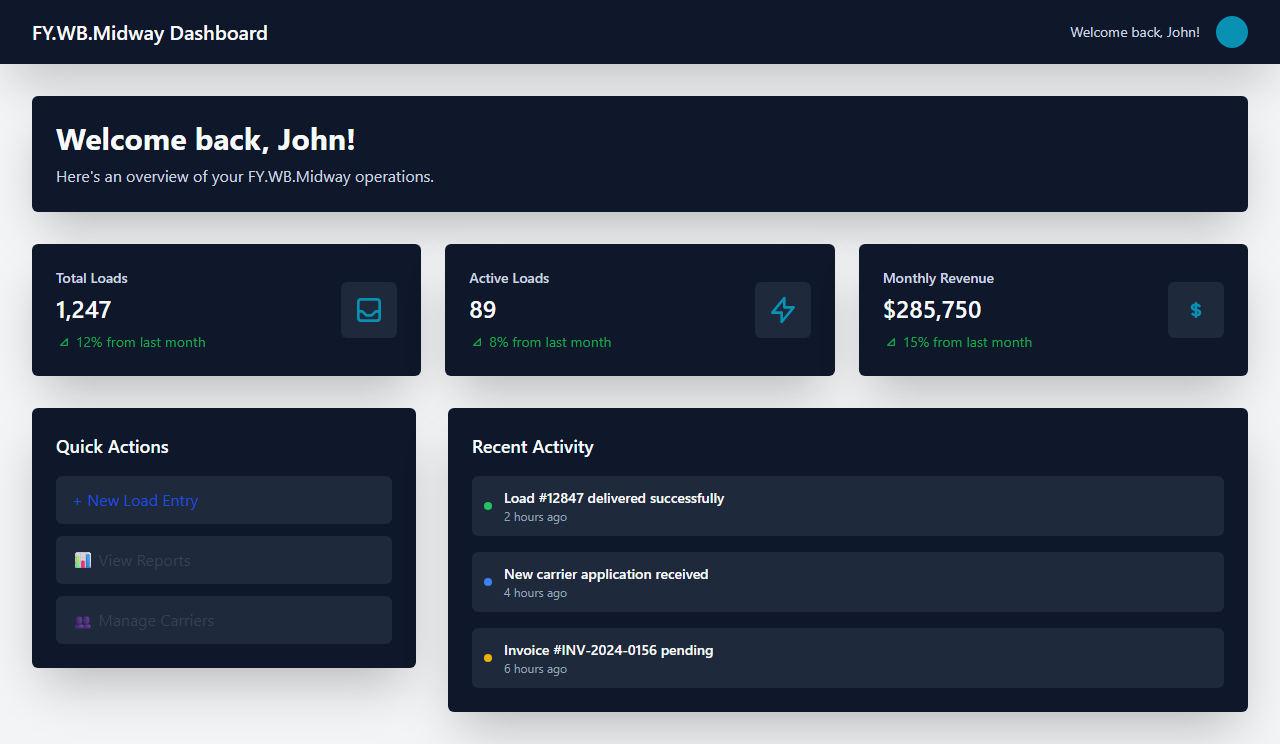 FY.WB.Midway Dashboard
Welcome back, John!
Welcome back, John!
Here's an overview of your FY.WB.Midway operations.
Total Loads
1,247
12% from last month
Active Loads
89
8% from last month
Monthly Revenue
$285,750
15% from last month
$
Quick Actions
+ New Load Entry
View Reports
Manage Carriers
Recent Activity
Load #12847 delivered successfully
2 hours ago
New carrier application received
4 hours ago
Invoice #INV-2024-0156 pending
6 hours ago